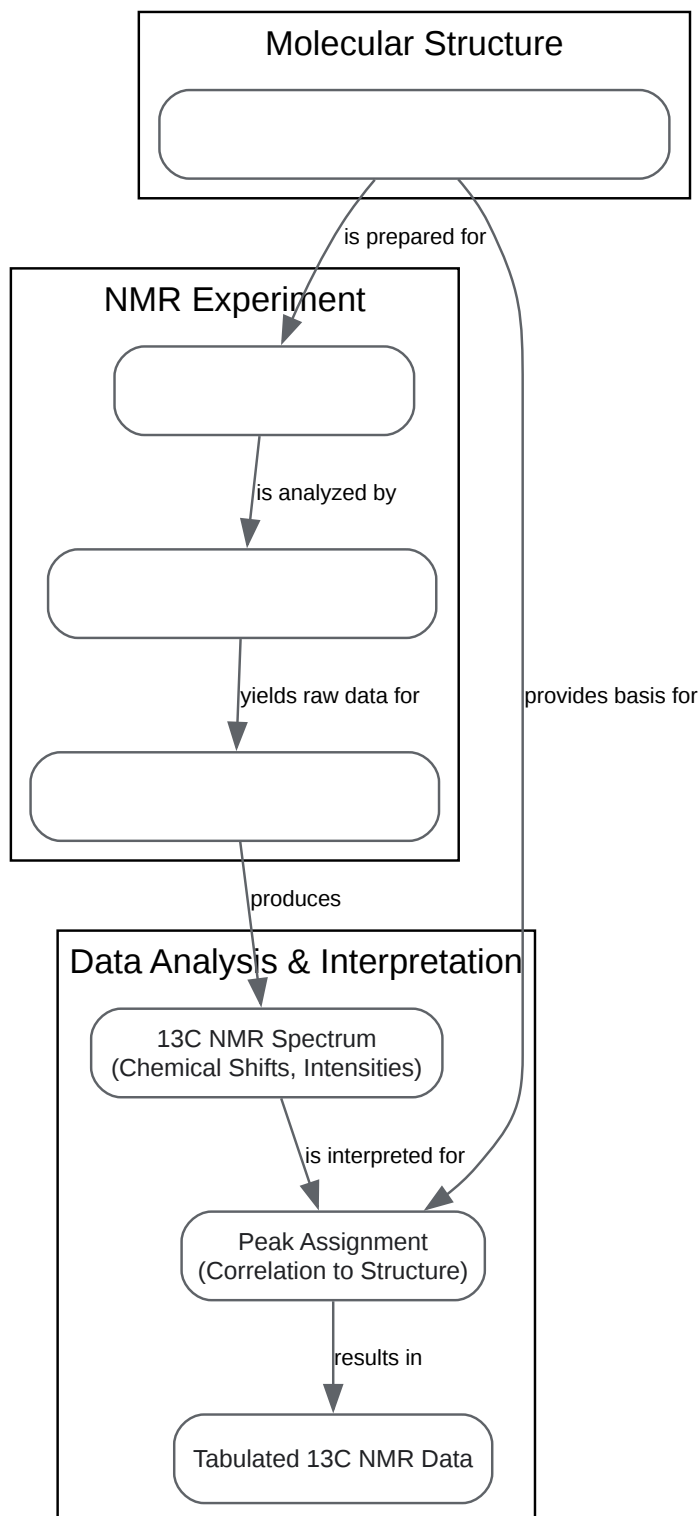 Molecular Structure
is prepared for
NMR Experiment
is analyzed by
yields raw data for
provides basis for
produces
Data Analysis & Interpretation
13C NMR Spectrum
(Chemical Shifts, Intensities)
is interpreted for
Peak Assignment
(Correlation to Structure)
results in
Tabulated 13C NMR Data